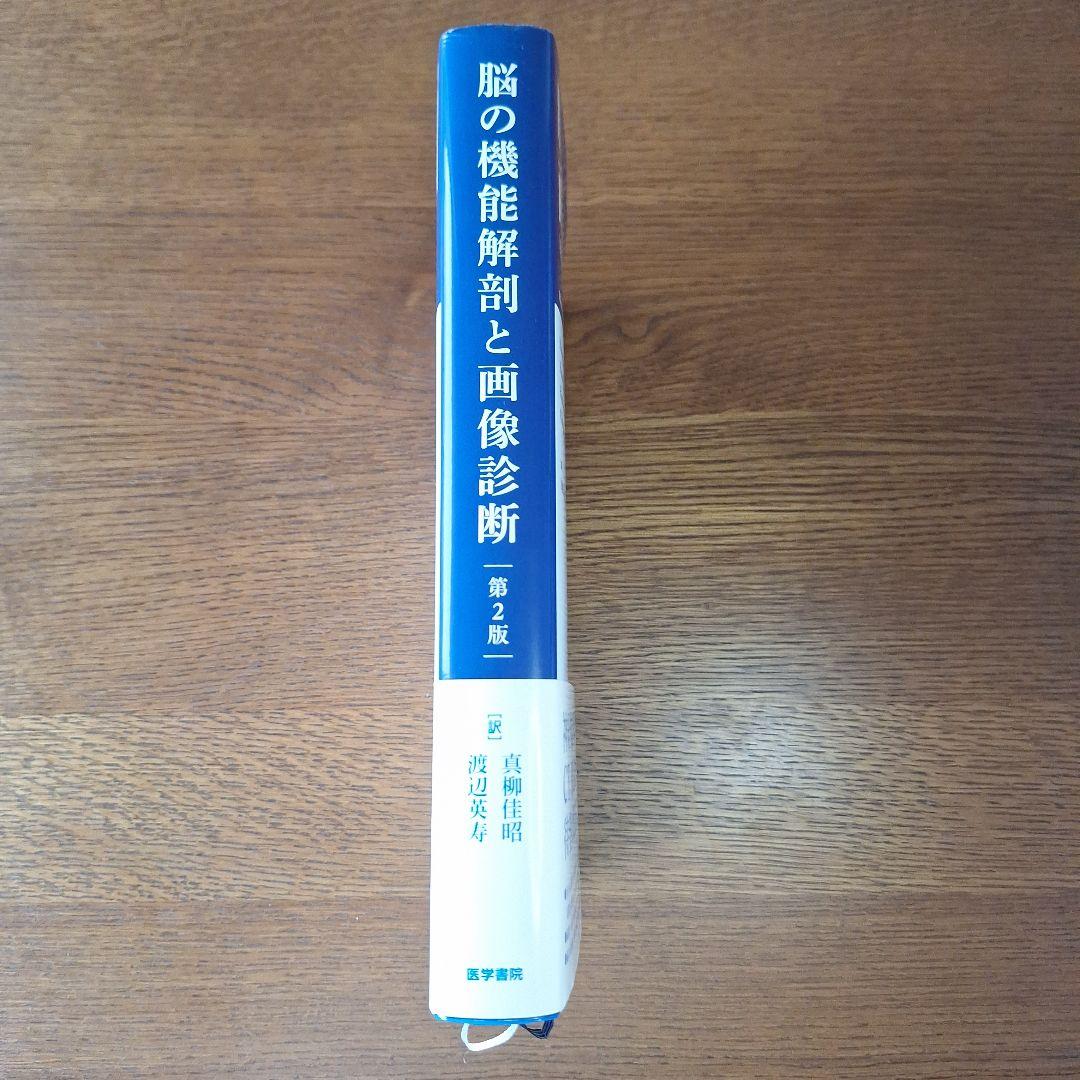 脳の機能解剖と画像診断
第2版
[訳]
真柳佳昭
渡辺英寿
医学書院